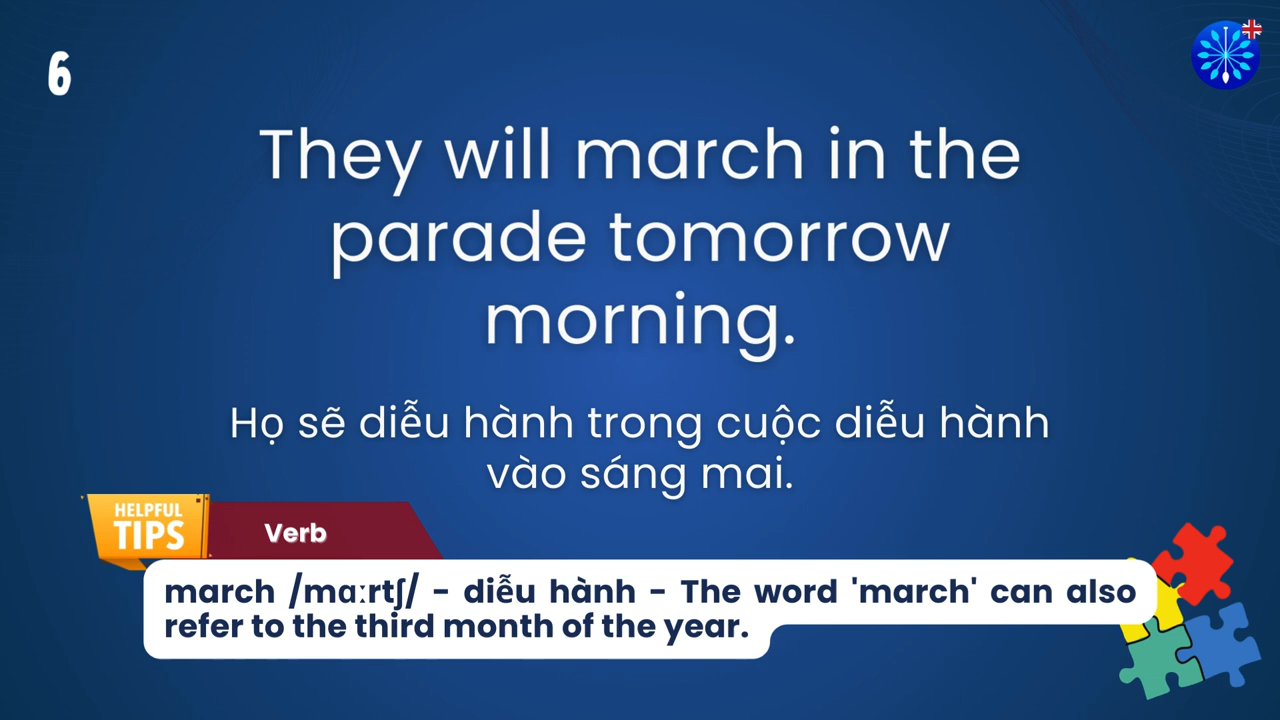 6
They will march in the
parade tomorrow
morning.
Họ sẽ diễu hành trong cuộc diễu hành
vào sáng mai.
HELPFUL
TIPS
Verb
march /mɑːrtʃ/ - diễu hành - The word 'march' can also
refer to the third month of the year.